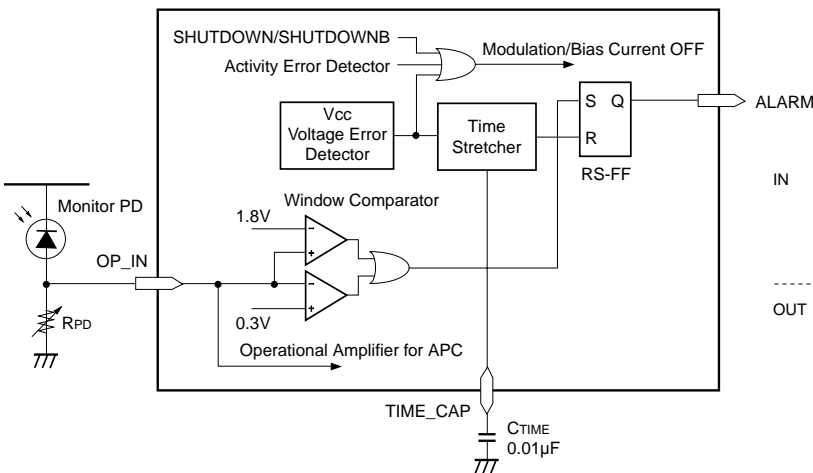 SHUTDOWN/SHUTDOWNB
Activity Error Detector
Modulation/Bias Current OFF
Vcc
Voltage Error
Detector
Time
Stretcher
S Q
R
RS-FF
ALARM
IN
OUT
Monitor PD
OP_IN
RPD
Window Comparator
1.8V
-
+
-
+
0.3V
Operational Amplifier for APC
TIME_CAP
CTIME
0.01µF